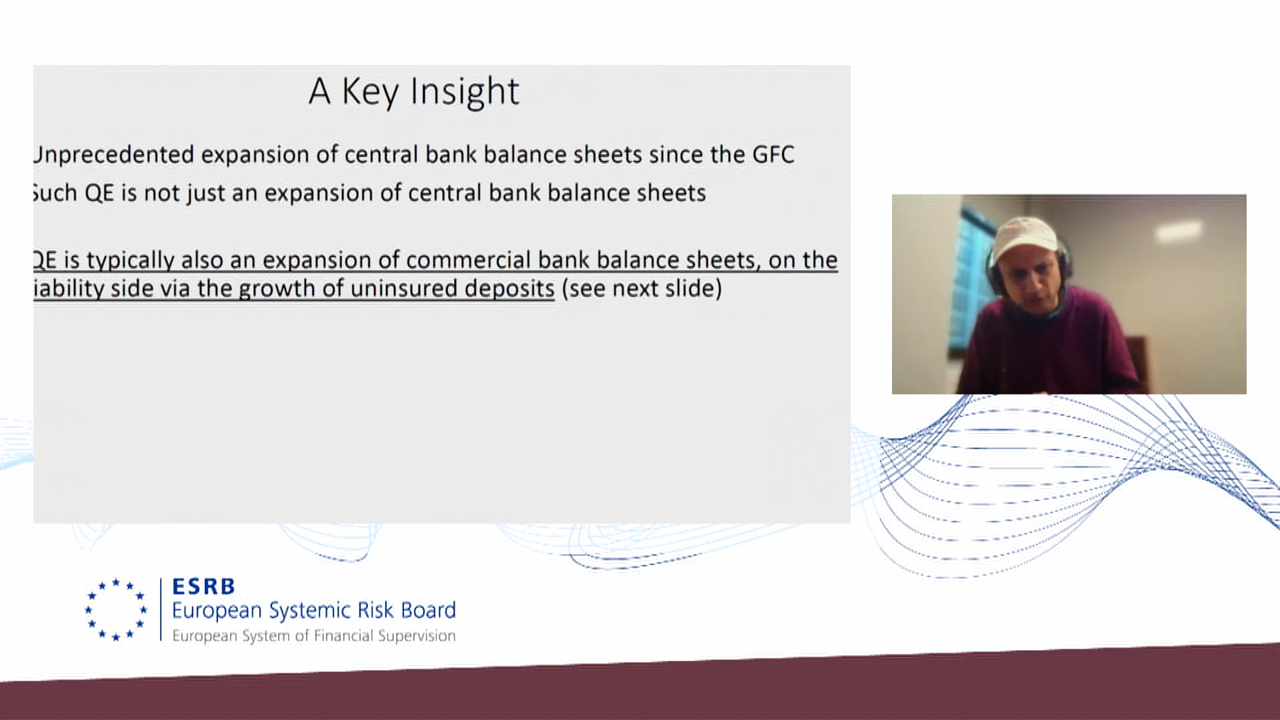 A Key Insight
Unprecedented expansion of central bank balance sheets since the GFC
Such QE is not just an expansion of central bank balance sheets
QE is typically also an expansion of commercial bank balance sheets, on the
iability side via the growth of uninsured deposits (see next slide)
ESRB
European Systemic Risk Board
European System of Financial Supervision